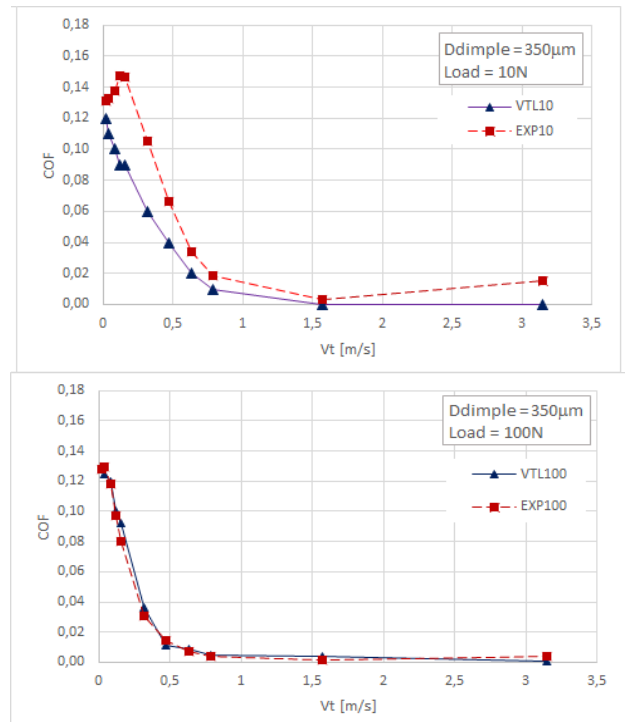 0,18
0,16
0,14
0,12
0,10
0,08
0,06
0,04
0,02
0,00
COF
Ddimple = 350µm
Load = 10N
VTL10
EXP10
0 0,5 1 1,5 2 2,5 3 3,5
Vt [m/s]
0,18
0,16
0,14
0,12
0,10
0,08
0,06
0,04
0,02
0,00
COF
Ddimple = 350µm
Load = 100N
VTL100
EXP100
0 0,5 1 1,5 2 2,5 3 3,5
Vt [m/s]